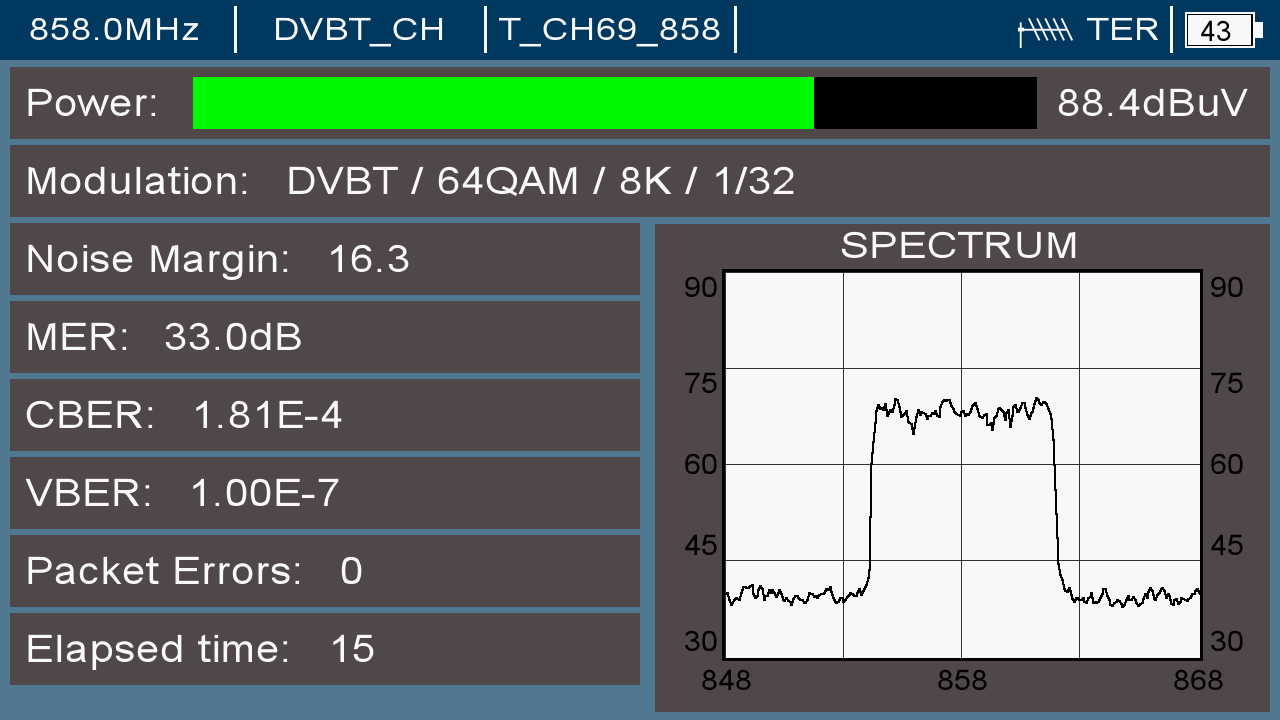 858.0MHz DVBT_CH T_CH69_858 TER 43
Power: 88.4dBuV
Modulation: DVBT / 64QAM / 8K / 1/32
Noise Margin: 16.3
MER: 33.0dB
CBER: 1.81E-4
VBER: 1.00E-7
Packet Errors: 0
Elapsed time: 15
SPECTRUM
90 90
75 75
60 60
45 45
30 30
848 858 868